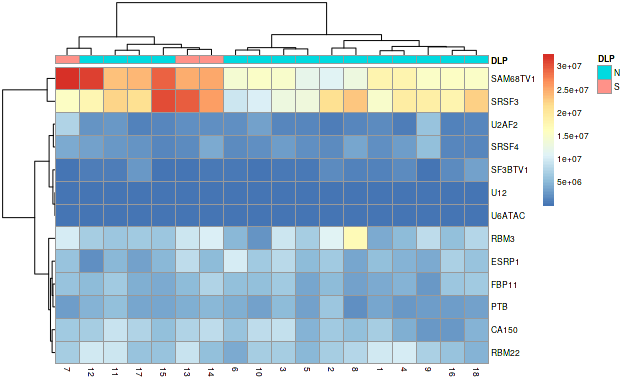 DLP
SAM68TV1
SRSF3
U2AF2
SRSF4
SF3BTV1
U12
U6ATAC
RBM3
ESRP1
FBP11
PTB
CA150
RBM22
7 12 11 17 15 13 14 6 10 3 5 2 8 1 4 9 16 18
3e+07
2.5e+07
2e+07
1.5e+07
1e+07
5e+06
DLP
N
S